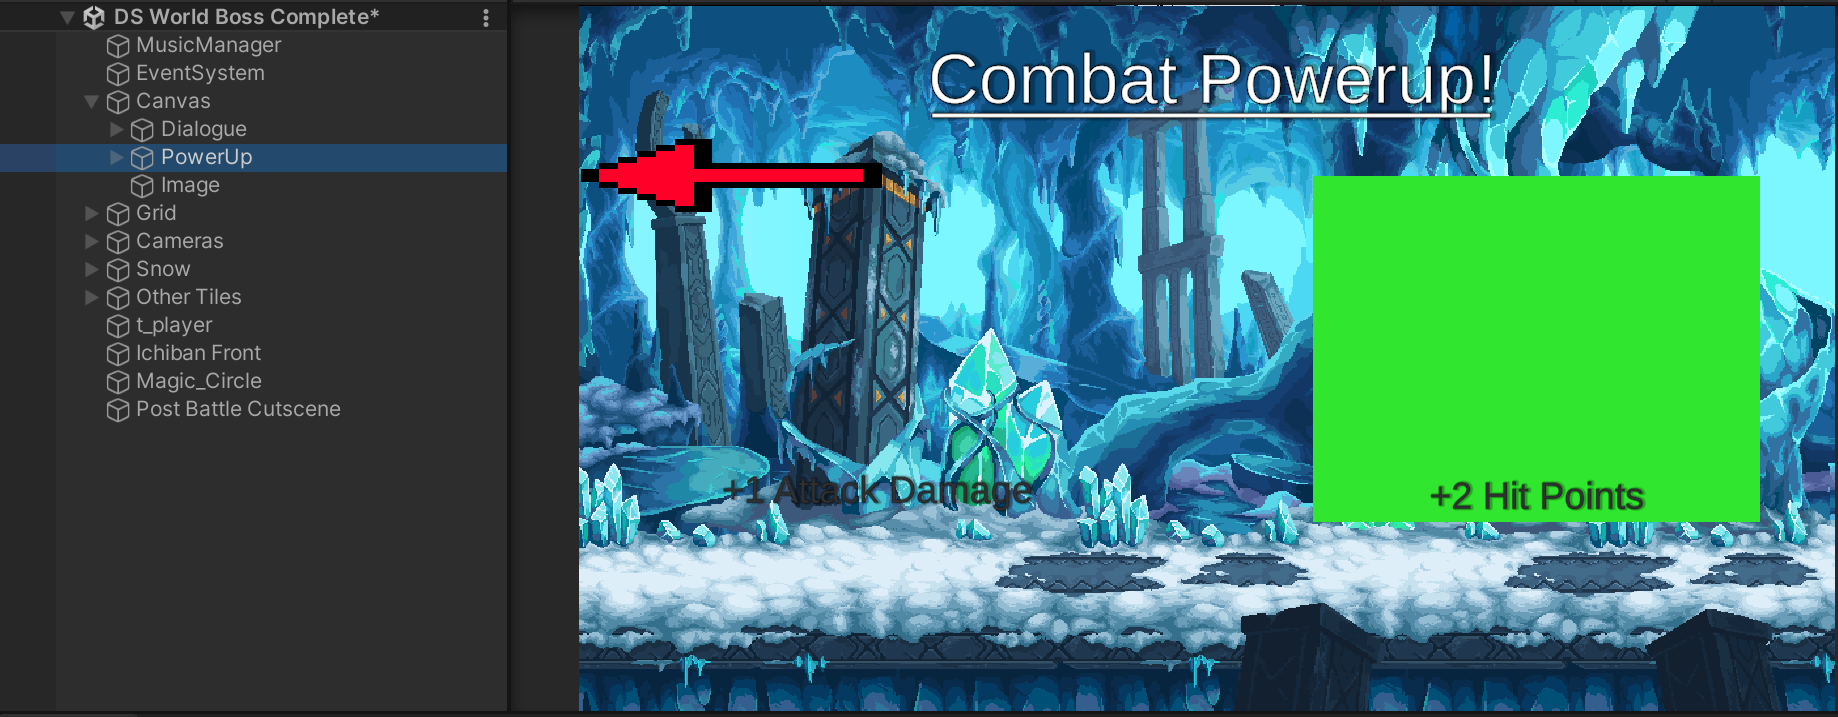 DS World Boss Complete*
MusicManager
EventSystem
Canvas
Dialogue
PowerUp
Image
Grid
Cameras
Snow
Other Tiles
t_player
Ichiban Front
Magic_Circle
Post Battle Cutscene
Combat Powerup!
+1 Attack Damage
+2 Hit Points